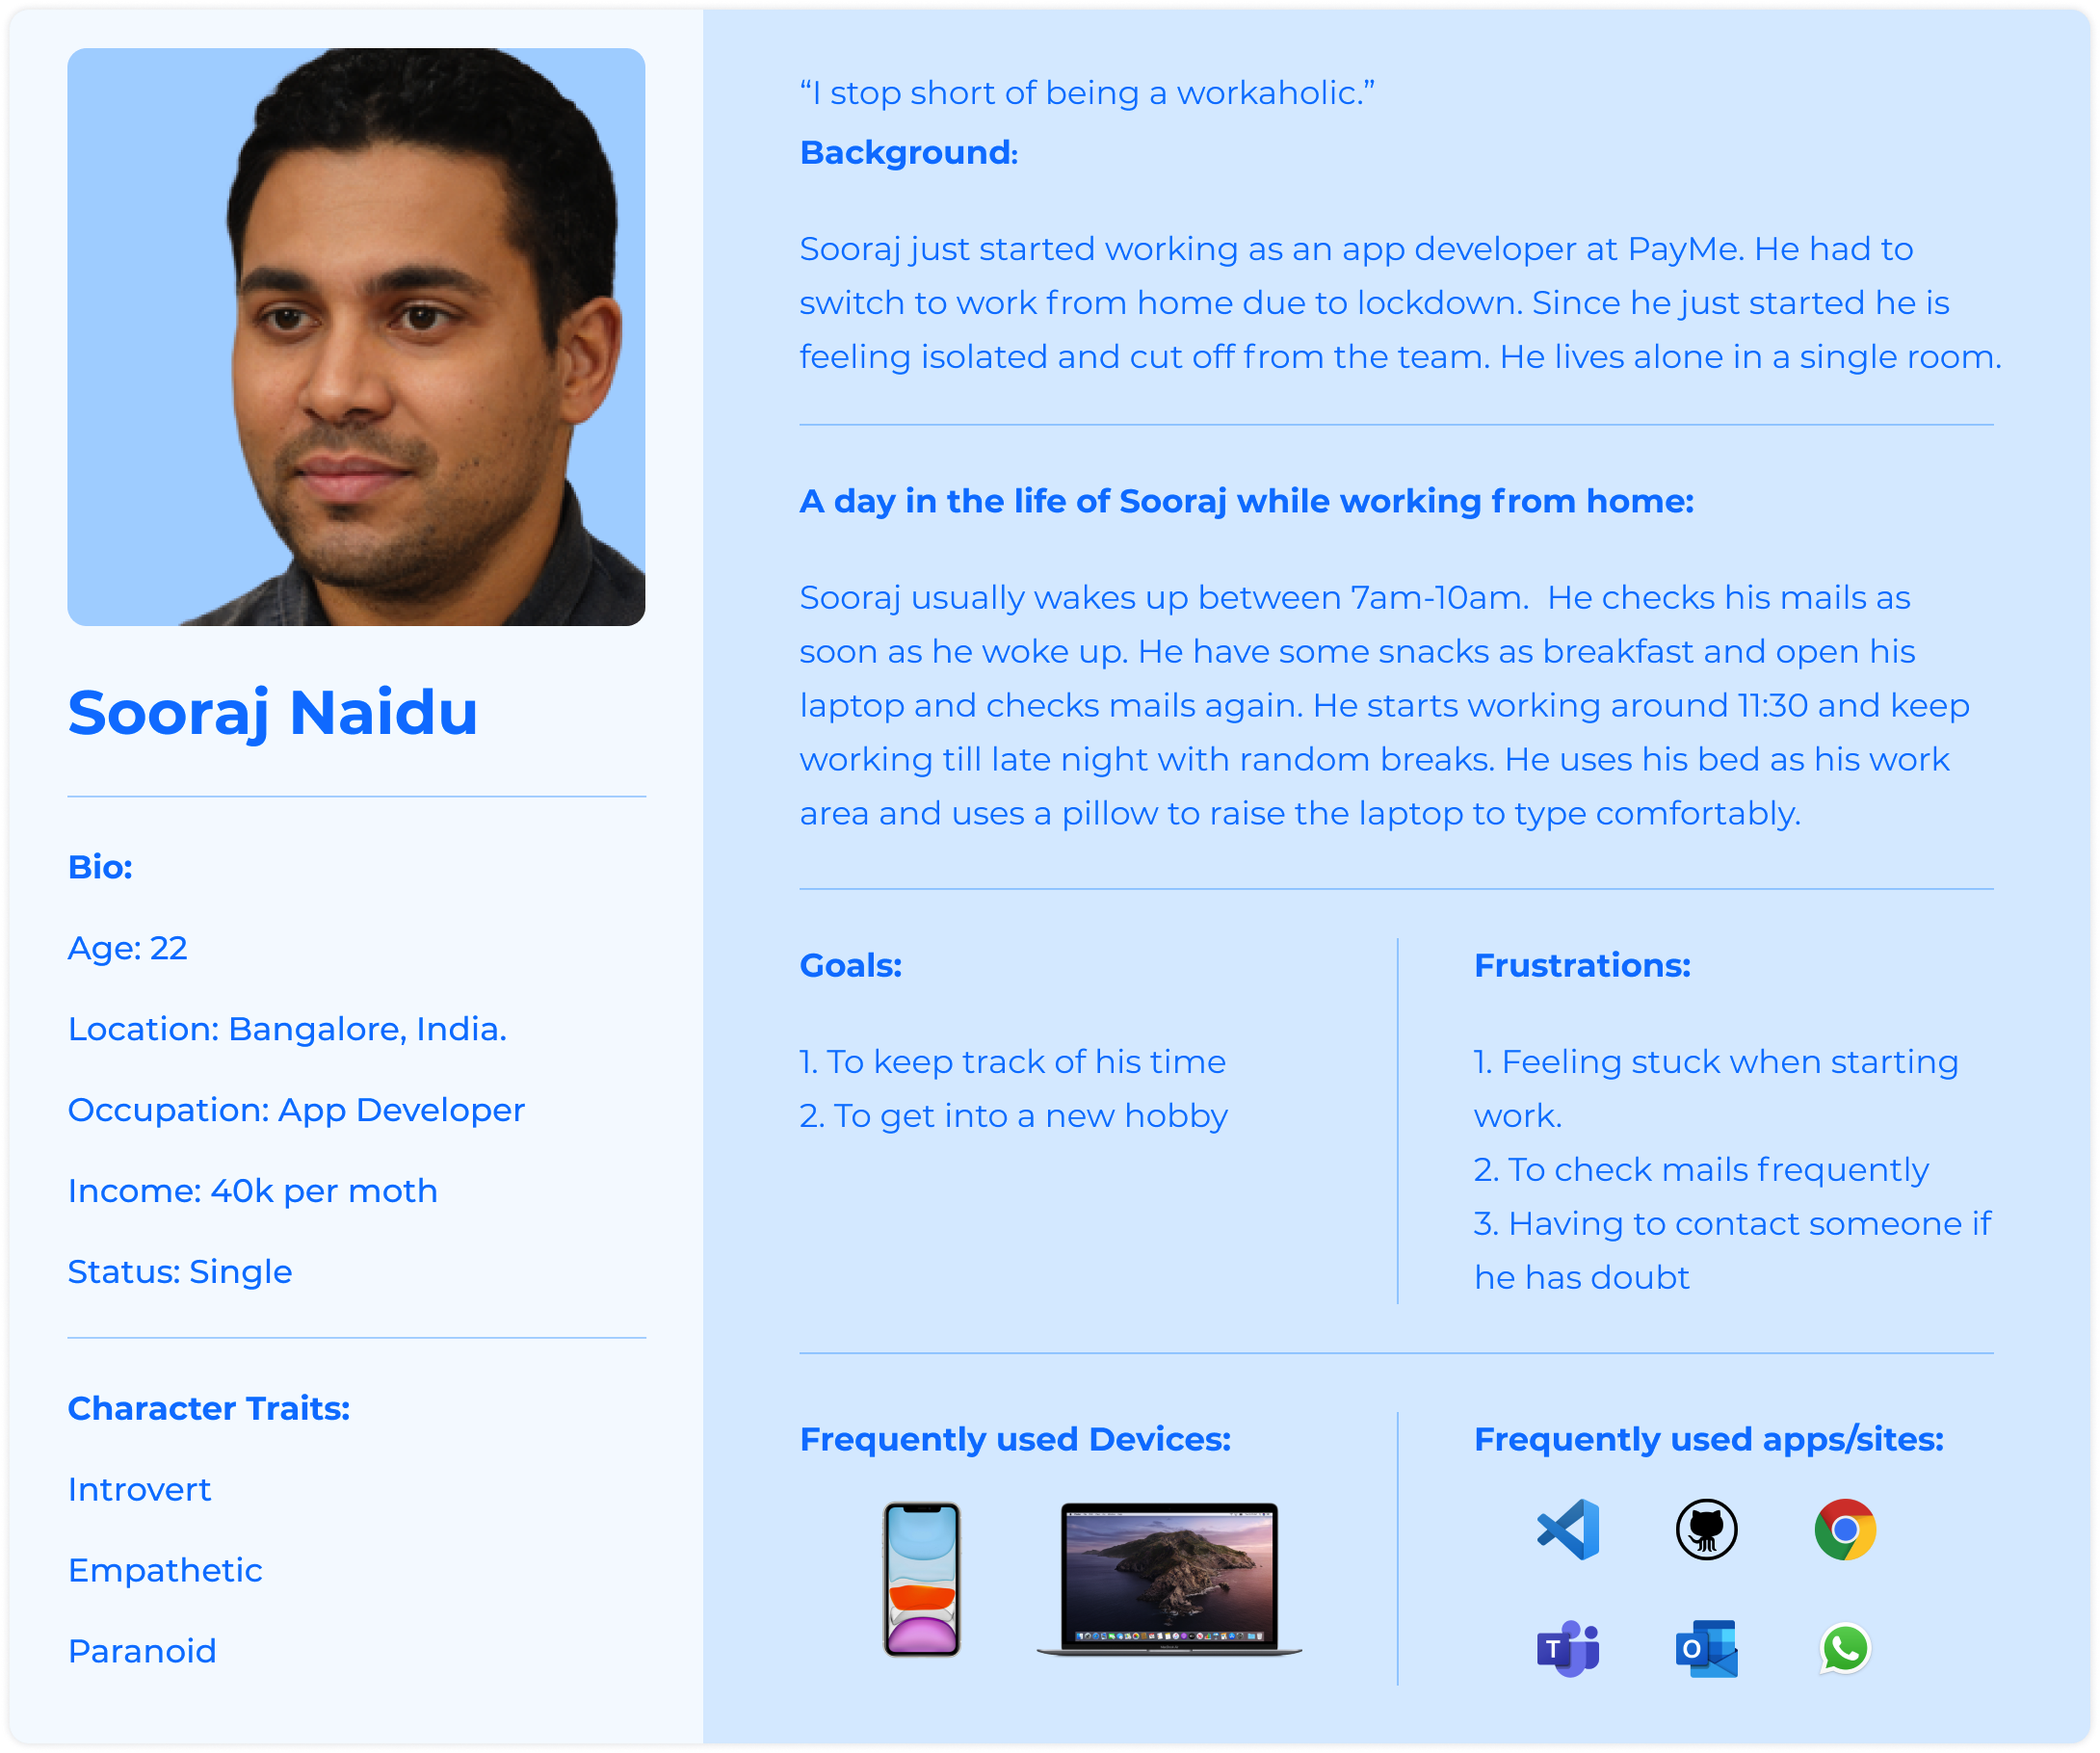 Sooraj Naidu
Bio:
Age: 22
Location: Bangalore, India.
Occupation: App Developer
Income: 40k per moth
Status: Single
Character Traits:
Introvert
Empathetic
Paranoid
“I stop short of being a workaholic.”
Background:
Sooraj just started working as an app developer at PayMe. He had to
switch to work from home due to lockdown. Since he just started he is
feeling isolated and cut off from the team. He lives alone in a single room.
A day in the life of Sooraj while working from home:
Sooraj usually wakes up between 7am-10am.  He checks his mails as
soon as he woke up. He have some snacks as breakfast and open his
laptop and checks mails again. He starts working around 11:30 and keep
working till late night with random breaks. He uses his bed as his work
area and uses a pillow to raise the laptop to type comfortably.
Goals:
1. To keep track of his time
2. To get into a new hobby
Frustrations:
1. Feeling stuck when starting
work.
2. To check mails frequently
3. Having to contact someone if
he has doubt
Frequently used Devices:
Frequently used apps/sites:
T
O